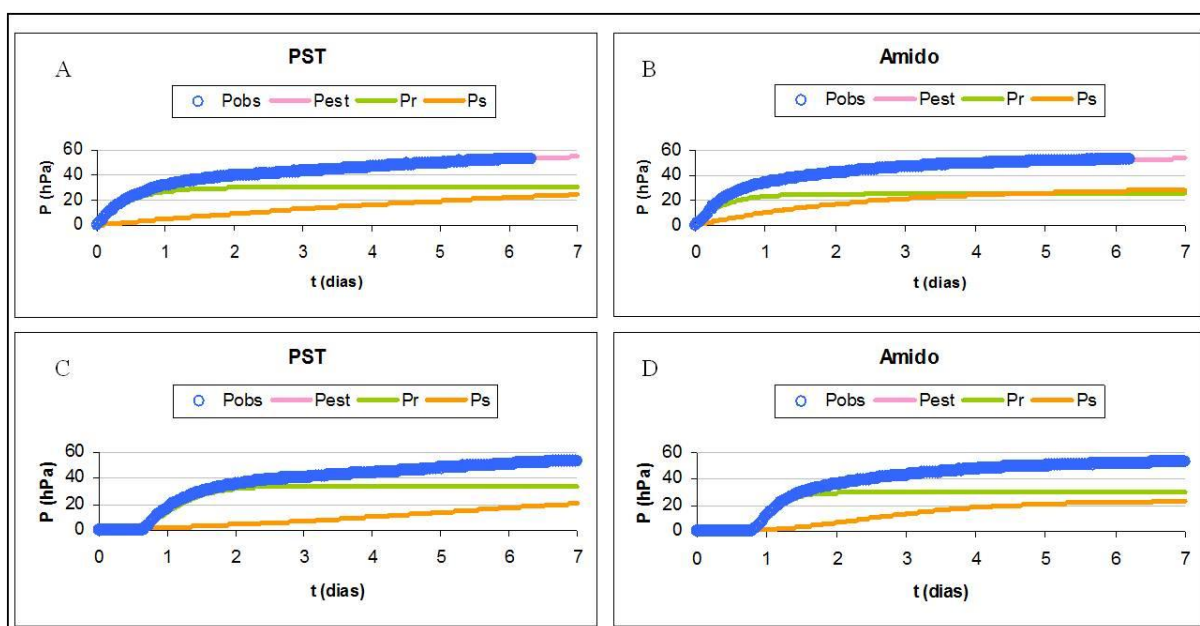 A
PST
Pobs Pest Pr Ps
60
40
20
0
P (hPa)
0 1 2 3 4 5 6 7
t (dias)
B
Amido
Pobs Pest Pr Ps
60
40
20
0
P (hPa)
0 1 2 3 4 5 6 7
t (dias)
C
PST
Pobs Pest Pr Ps
60
40
20
0
P (hPa)
0 1 2 3 4 5 6 7
t (dias)
D
Amido
Pobs Pest Pr Ps
60
40
20
0
P (hPa)
0 1 2 3 4 5 6 7
t (dias)